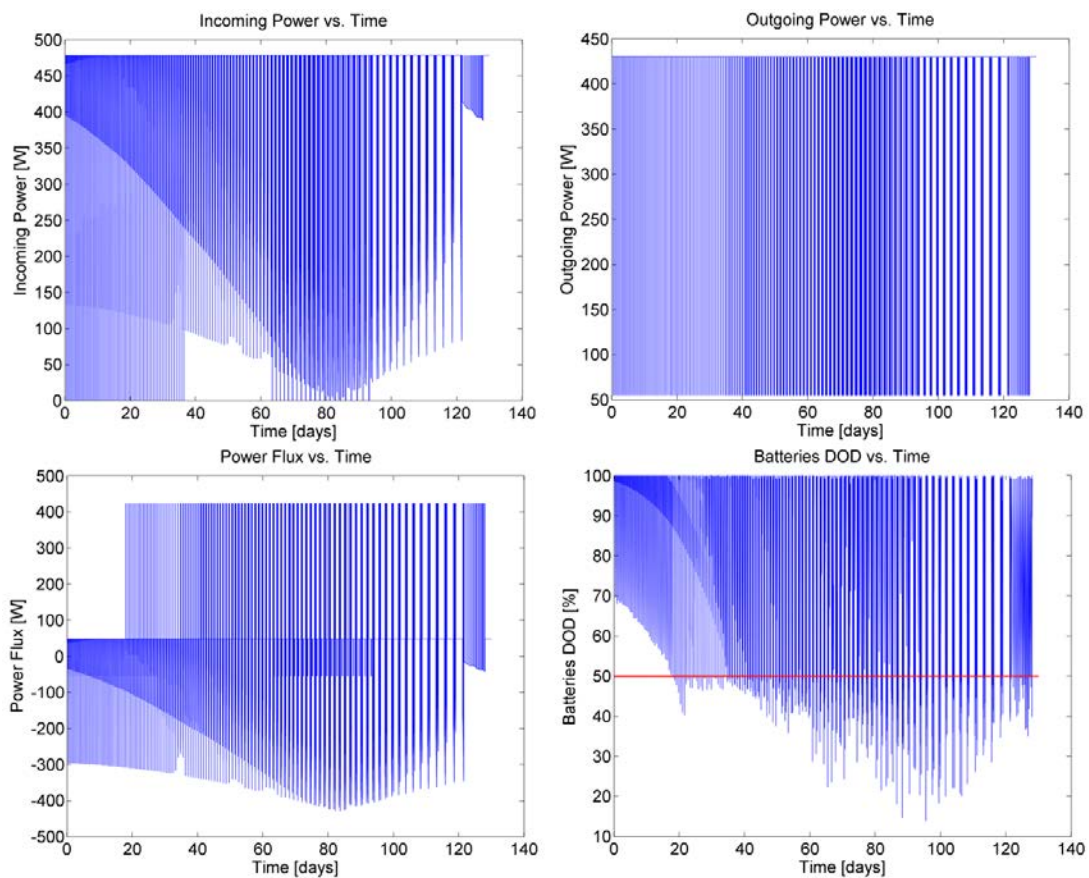 Incoming Power vs. Time
500
450
400
350
300
250
200
150
100
50
0
Incoming Power [W]
0 20 40 60 80 100 120 140
Time [days]
Outgoing Power vs. Time
450
400
350
300
250
200
150
100
50
Outgoing Power [W]
0 20 40 60 80 100 120 140
Time [days]
Power Flux vs. Time
500
400
300
200
100
0
-100
-200
-300
-400
-500
Power Flux [W]
0 20 40 60 80 100 120 140
Time [days]
Batteries DOD vs. Time
100
90
80
70
60
50
40
30
20
10
Batteries DOD [%]
0 20 40 60 80 100 120 140
Time [days]